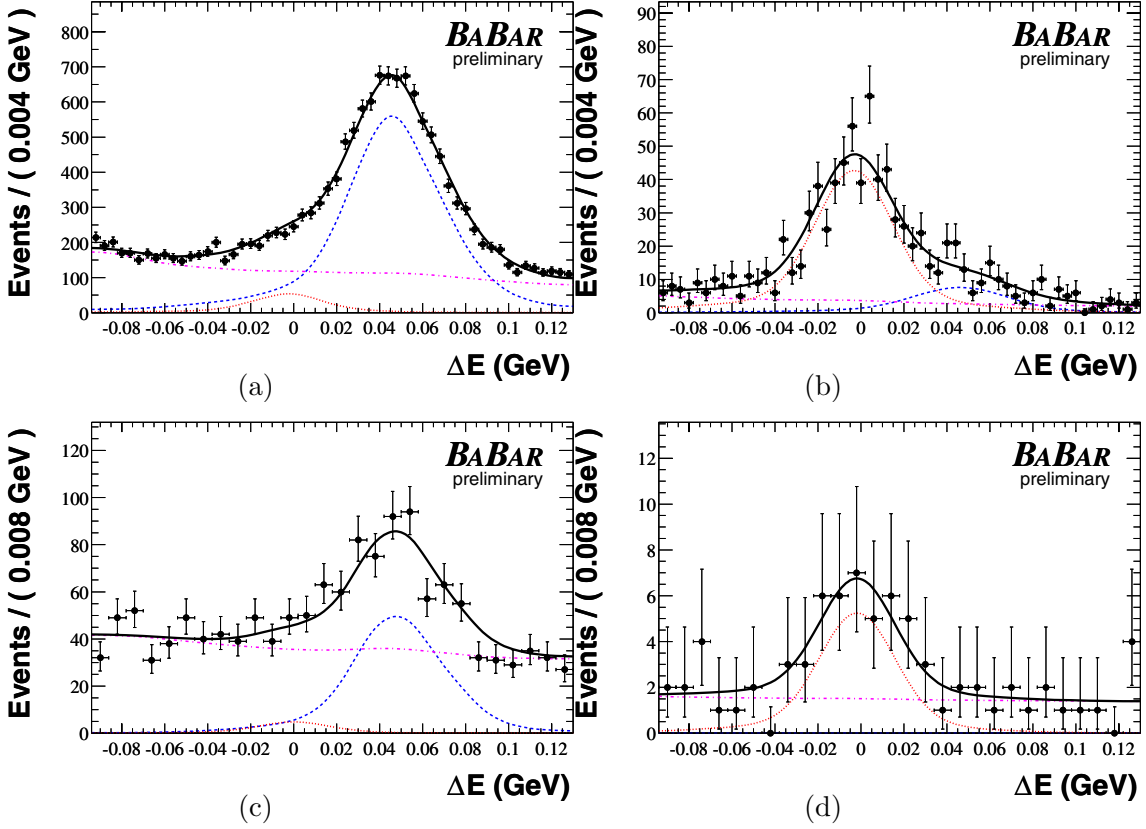 Events / ( 0.004 GeV )
800
700
600
500
400
300
200
100
0
BABAR
preliminary
-0.08 -0.06 -0.04 -0.02 0 0.02 0.04 0.06 0.08 0.1 0.12
ΔE (GeV)
(a)
Events / ( 0.004 GeV )
90
80
70
60
50
40
30
20
10
0
BABAR
preliminary
-0.08 -0.06 -0.04 -0.02 0 0.02 0.04 0.06 0.08 0.1 0.12
ΔE (GeV)
(b)
Events / ( 0.008 GeV )
120
100
80
60
40
20
0
BABAR
preliminary
-0.08 -0.06 -0.04 -0.02 0 0.02 0.04 0.06 0.08 0.1 0.12
ΔE (GeV)
(c)
Events / ( 0.008 GeV )
12
10
8
6
4
2
0
BABAR
preliminary
-0.08 -0.06 -0.04 -0.02 0 0.02 0.04 0.06 0.08 0.1 0.12
ΔE (GeV)
(d)